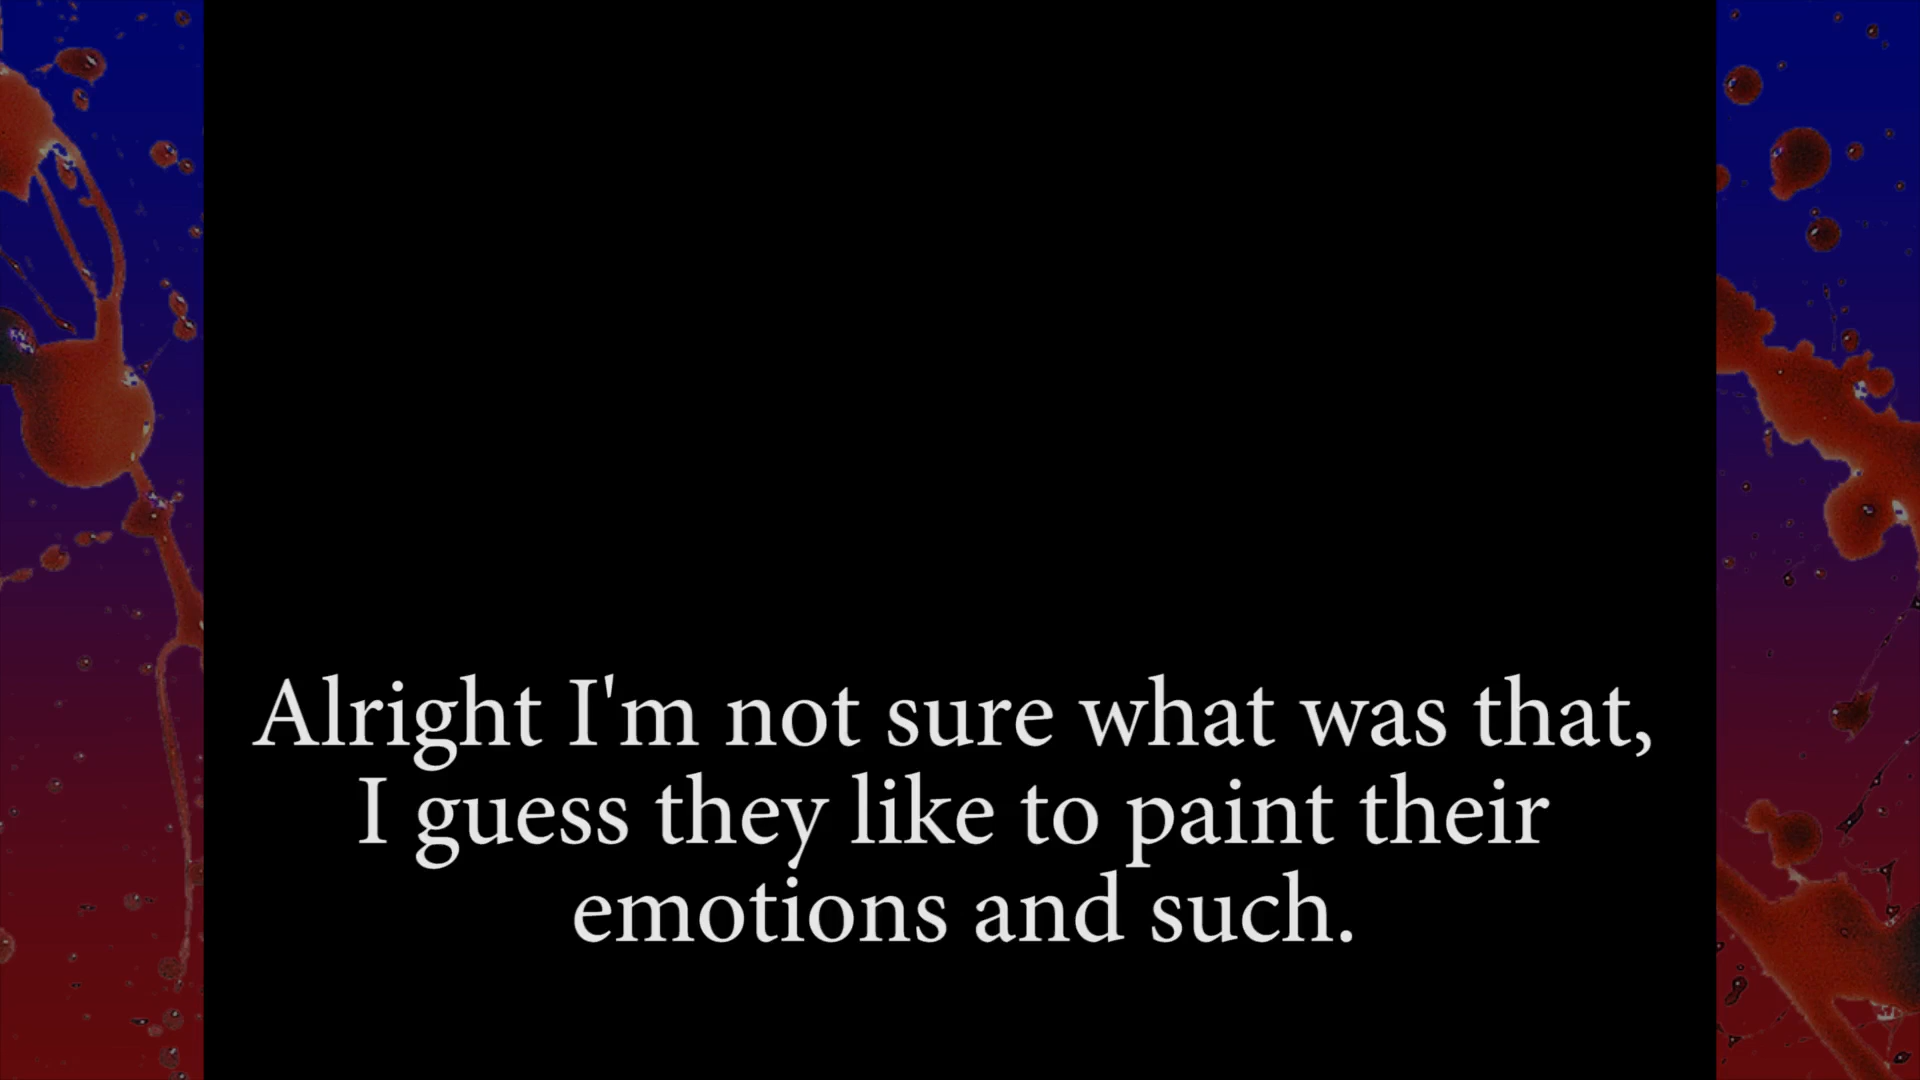 Alright I'm not sure what was that,
I guess they like to paint their
emotions and such.